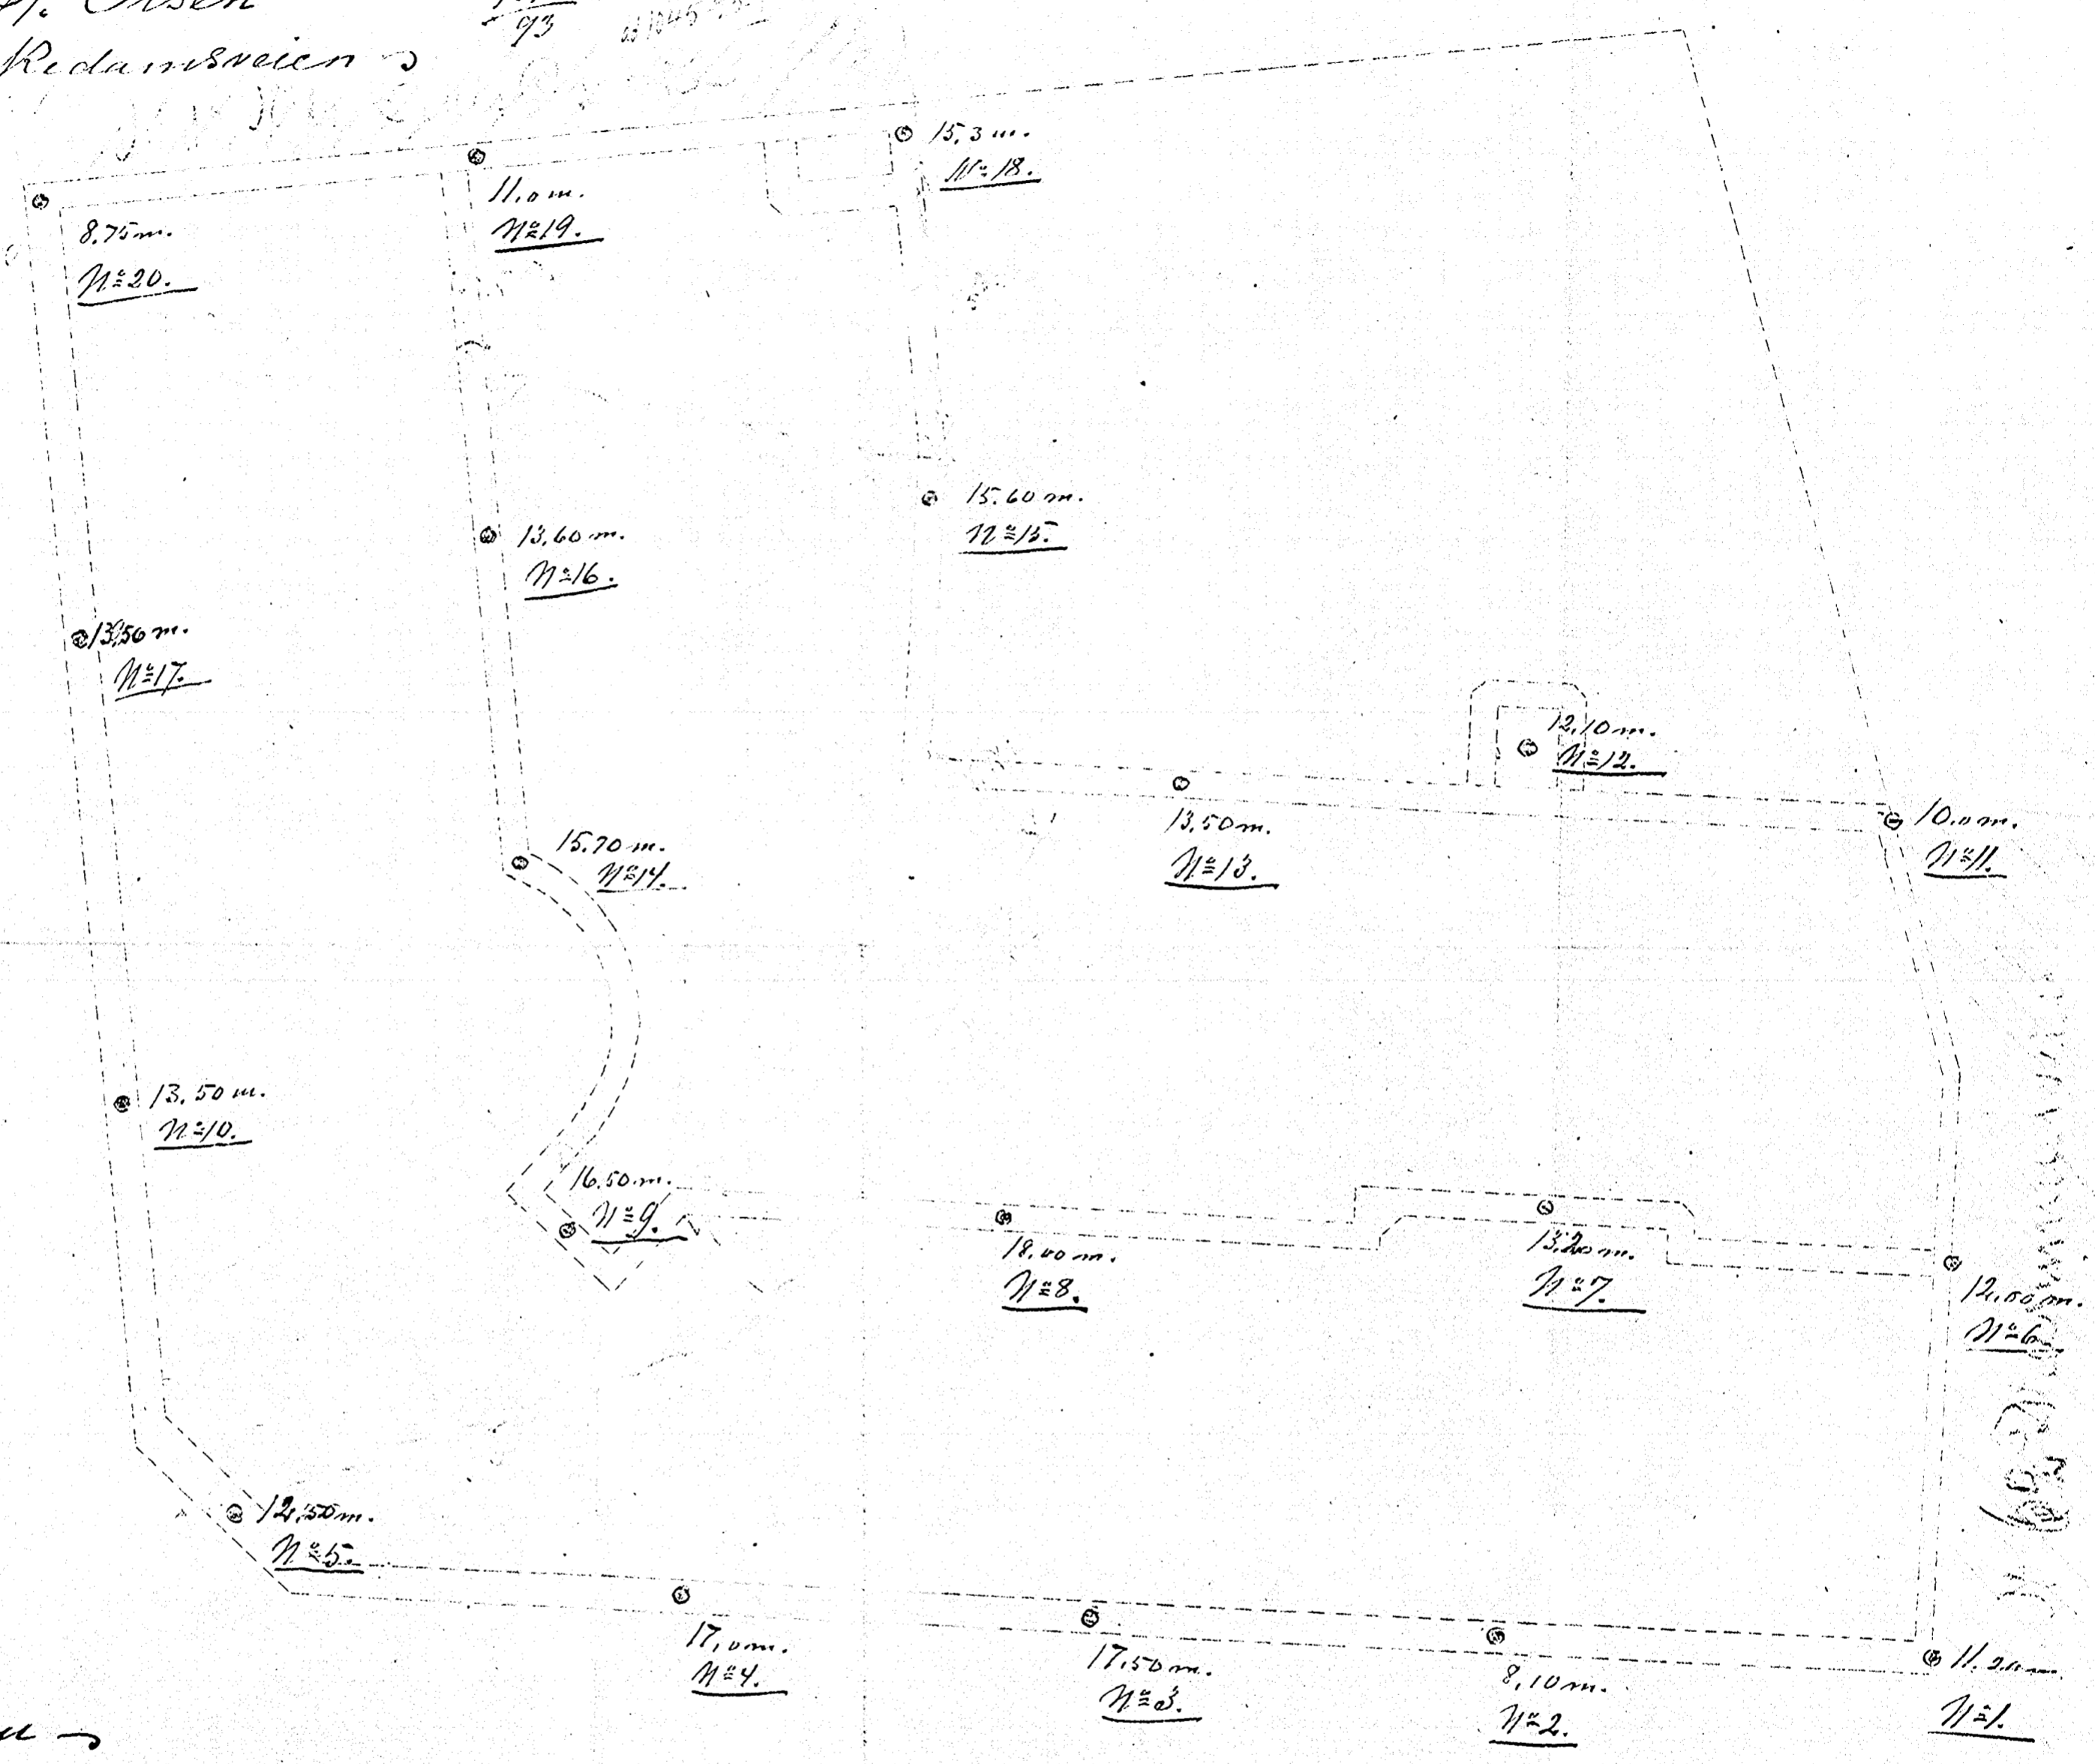 Olsen
93
15,3 m.
Nº 18.
11,0 m.
Nº 19.
8,75 m.
Nº 20.
15,60 m.
Nº 15.
13,60 m.
Nº 16.
13,50 m.
Nº 17.
12,10 m.
Nº 12.
13,50 m.
Nº 13.
10,0 m.
Nº 11.
15,70 m.
Nº 14.
13,50 m.
Nº 10.
16,50 m.
Nº 9.
18,00 m.
Nº 8.
13,20 m.
Nº 7.
Nº 6.
12,50 m.
Nº 5.
17,0 m.
Nº 4.
17,50 m.
Nº 3.
8,10 m.
Nº 2.
Nº 1.